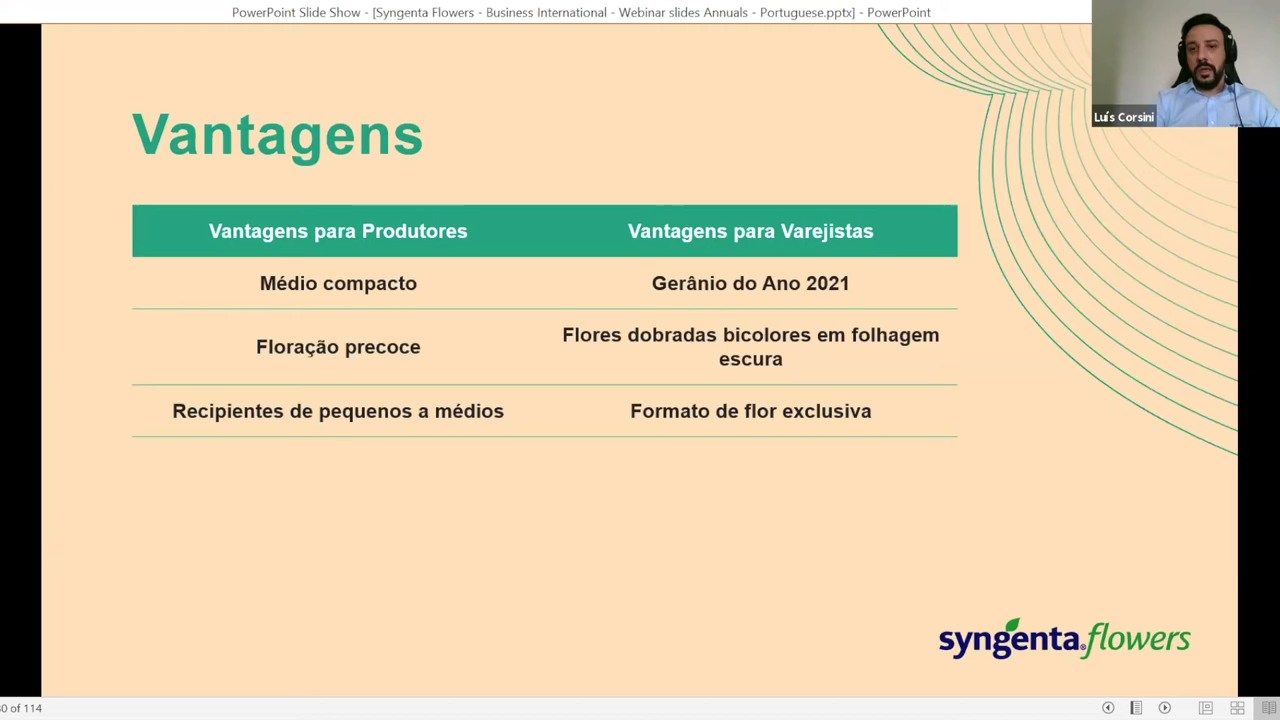 PowerPoint Slide Show - [Syngenta Flowers - Business International - Webinar slides Annuals - Portuguese.pptx] - PowerPoint
Luís Corsini
Vantagens
Vantagens para Produtores
Vantagens para Varejistas
Médio compacto
Gerânio do Ano 2021
Floração precoce
Flores dobradas bicolores em folhagem
escura
Recipientes de pequenos a médios
Formato de flor exclusiva
syngenta® flowers
0 of 114